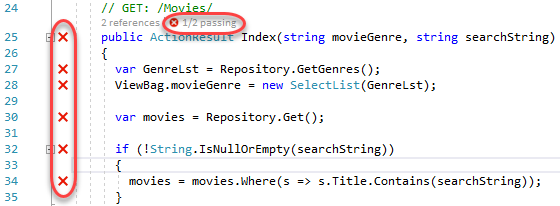 24 // GET: /Movies/
2 references | 1/2 passing
25 public ActionResult Index(string movieGenre, string searchString)
26 {
27 var GenreLst = Repository.GetGenres();
28 ViewBag.movieGenre = new SelectList(GenreLst);
29
30 var movies = Repository.Get();
31
32 if (!String.IsNullOrEmpty(searchString))
33 {
34 movies = movies.Where(s => s.Title.Contains(searchString));
35 }